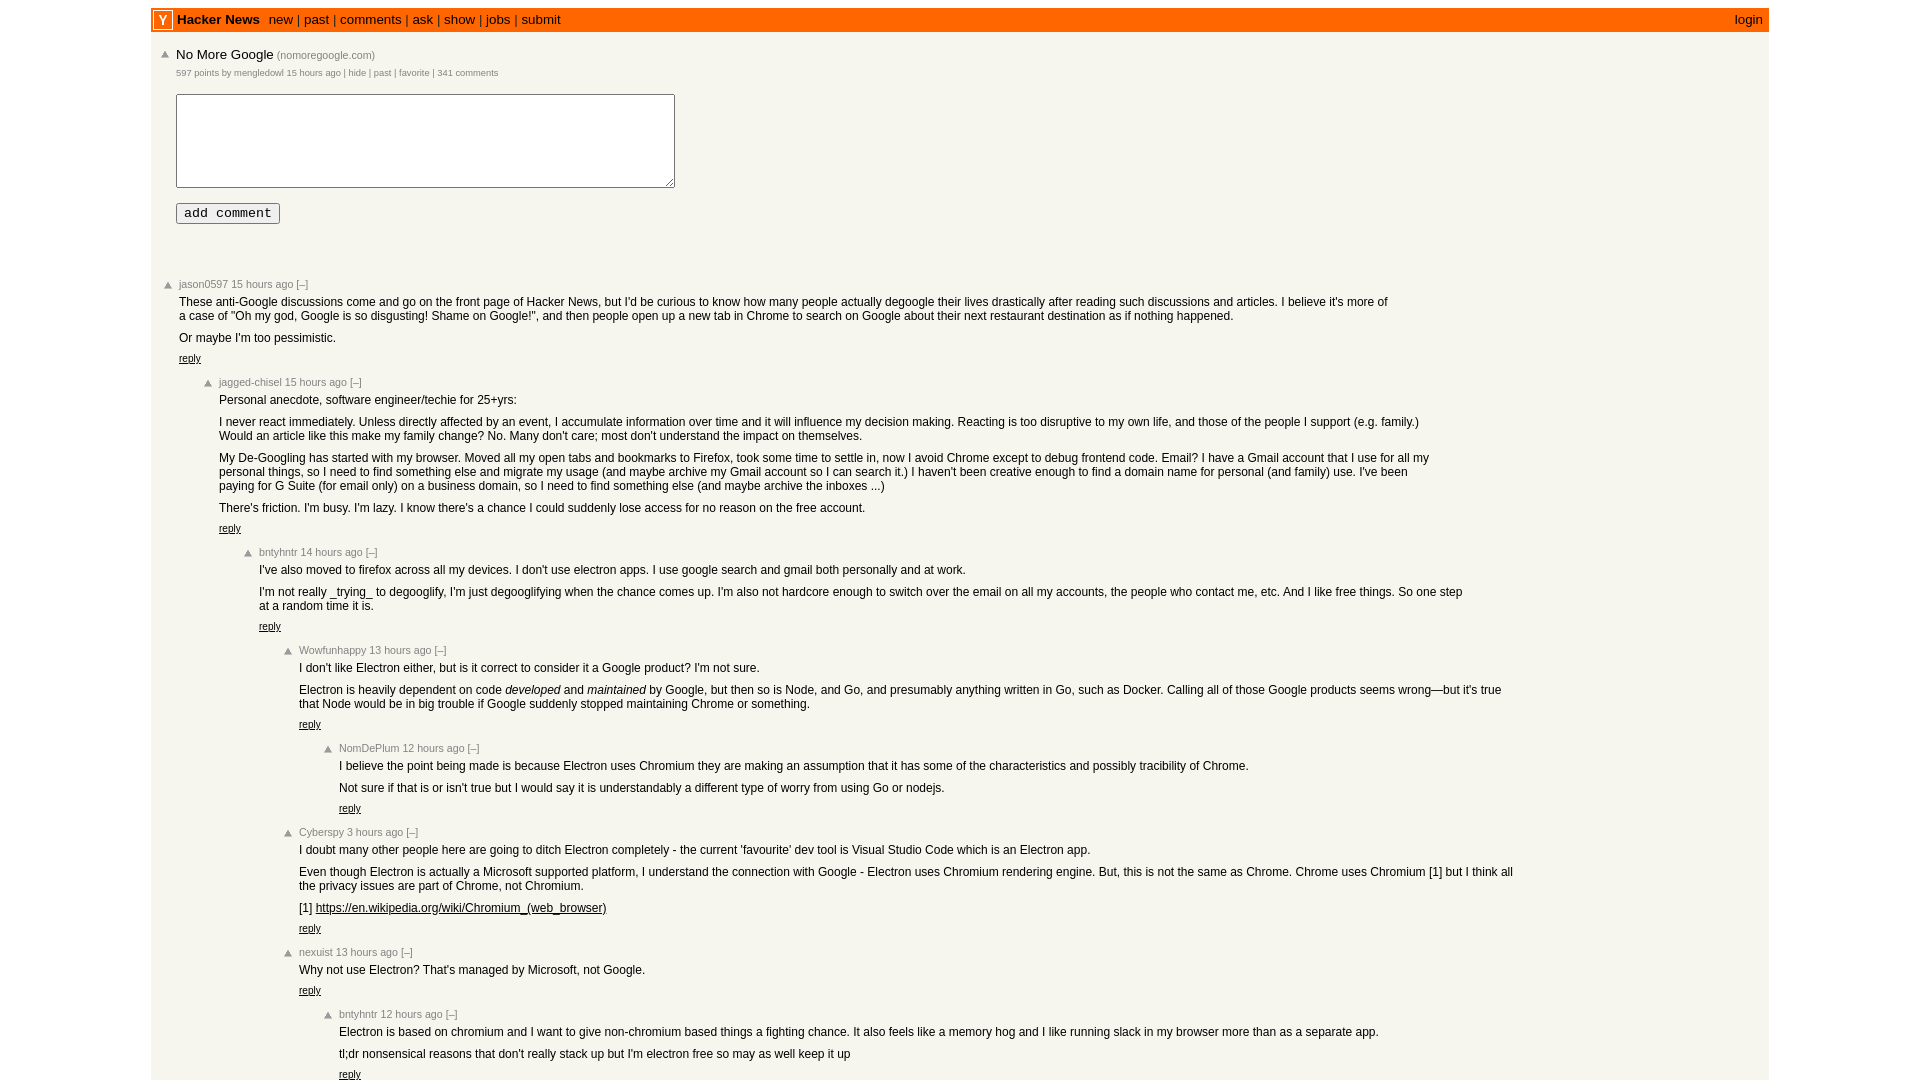 Y Hacker News new | past | comments | ask | show | jobs | submit login
No More Google (nomoregoogle.com)
597 points by mengledowl 15 hours ago | hide | past | favorite | 341 comments
add comment
jason0597 15 hours ago [–]
These anti-Google discussions come and go on the front page of Hacker News, but I'd be curious to know how many people actually degoogle their lives drastically after reading such discussions and articles. I believe it's more of
a case of "Oh my god, Google is so disgusting! Shame on Google!", and then people open up a new tab in Chrome to search on Google about their next restaurant destination as if nothing happened.
Or maybe I'm too pessimistic.
reply
jagged-chisel 15 hours ago [–]
Personal anecdote, software engineer/techie for 25+yrs:
I never react immediately. Unless directly affected by an event, I accumulate information over time and it will influence my decision making. Reacting is too disruptive to my own life, and those of the people I support (e.g. family.)
Would an article like this make my family change? No. Many don't care; most don't understand the impact on themselves.
My De-Googling has started with my browser. Moved all my open tabs and bookmarks to Firefox, took some time to settle in, now I avoid Chrome except to debug frontend code. Email? I have a Gmail account that I use for all my
personal things, so I need to find something else and migrate my usage (and maybe archive my Gmail account so I can search it.) I haven't been creative enough to find a domain name for personal (and family) use. I've been
paying for G Suite (for email only) on a business domain, so I need to find something else (and maybe archive the inboxes ...)
There's friction. I'm busy. I'm lazy. I know there's a chance I could suddenly lose access for no reason on the free account.
reply
bntyhntr 14 hours ago [–]
I've also moved to firefox across all my devices. I don't use electron apps. I use google search and gmail both personally and at work.
I'm not really _trying_ to degooglify, I'm just degooglifying when the chance comes up. I'm also not hardcore enough to switch over the email on all my accounts, the people who contact me, etc. And I like free things. So one step
at a random time it is.
reply
Wowfunhappy 13 hours ago [–]
I don't like Electron either, but is it correct to consider it a Google product? I'm not sure.
Electron is heavily dependent on code developed and maintained by Google, but then so is Node, and Go, and presumably anything written in Go, such as Docker. Calling all of those Google products seems wrong—but it's true
that Node would be in big trouble if Google suddenly stopped maintaining Chrome or something.
reply
NomDePlum 12 hours ago [–]
I believe the point being made is because Electron uses Chromium they are making an assumption that it has some of the characteristics and possibly tracibility of Chrome.
Not sure if that is or isn't true but I would say it is understandably a different type of worry from using Go or nodejs.
reply
Cyberspy 3 hours ago [–]
I doubt many other people here are going to ditch Electron completely - the current 'favourite' dev tool is Visual Studio Code which is an Electron app.
Even though Electron is actually a Microsoft supported platform, I understand the connection with Google - Electron uses Chromium rendering engine. But, this is not the same as Chrome. Chrome uses Chromium [1] but I think all
the privacy issues are part of Chrome, not Chromium.
[1] https://en.wikipedia.org/wiki/Chromium_(web_browser)
reply
nexuist 13 hours ago [–]
Why not use Electron? That's managed by Microsoft, not Google.
reply
bntyhntr 12 hours ago [–]
Electron is based on chromium and I want to give non-chromium based things a fighting chance. It also feels like a memory hog and I like running slack in my browser more than as a separate app.
tl;dr nonsensical reasons that don't really stack up but I'm electron free so may as well keep it up
reply